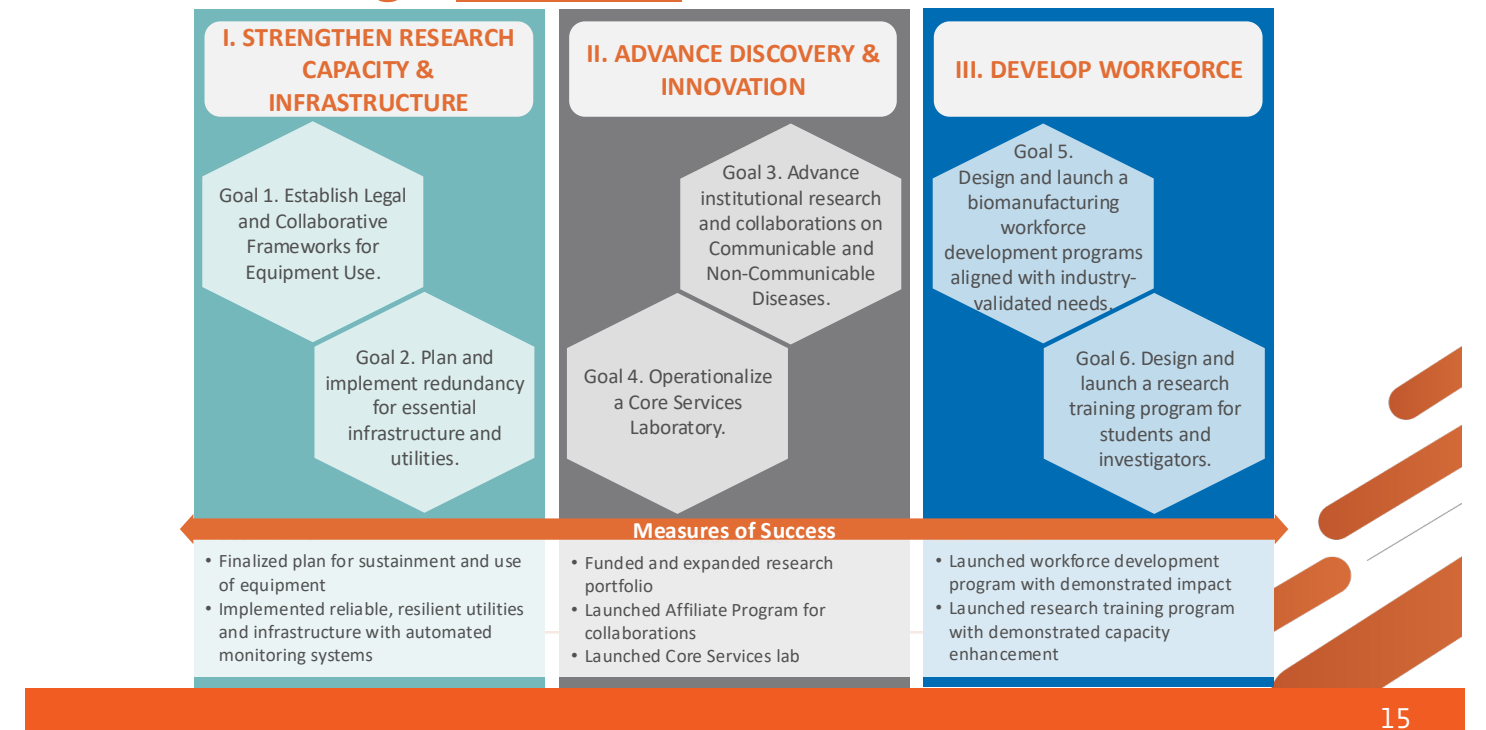 I. STRENGTHEN RESEARCH
CAPACITY &
INFRASTRUCTURE
Goal 1. Establish Legal
and Collaborative
Frameworks for
Equipment Use.
Goal 2. Plan and
implement redundancy
for essential
infrastructure and
utilities.
II. ADVANCE DISCOVERY &
INNOVATION
Goal 3. Advance
institutional research
and collaborations on
Communicable and
Non-Communicable
Diseases.
Goal 4. Operationalize
a Core Services
Laboratory.
III. DEVELOP WORKFORCE
Goal 5.
Design and launch a
biomanufacturing
workforce
development programs
aligned with industry-
validated needs.
Goal 6. Design and
launch a research
training program for
students and
investigators.
Measures of Success
• Finalized plan for sustainment and use
of equipment
• Implemented reliable, resilient utilities
and infrastructure with automated
monitoring systems
• Funded and expanded research
portfolio
• Launched Affiliate Program for
collaborations
• Launched Core Services lab
• Launched workforce development
program with demonstrated impact
• Launched research training program
with demonstrated capacity
enhancement
15